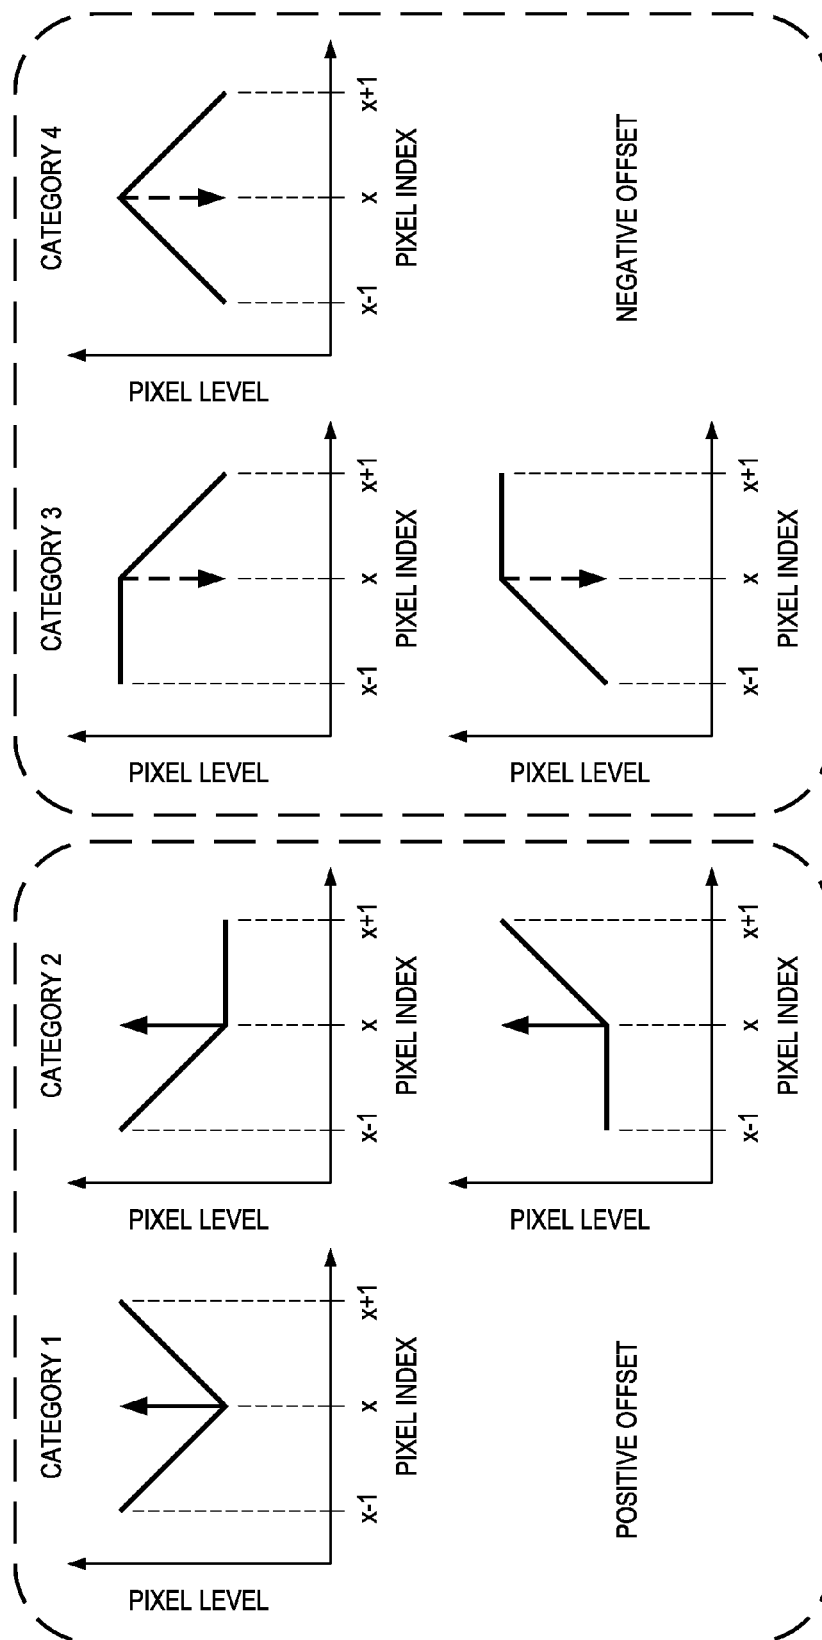 CATEGORY 1
PIXEL LEVEL
x-1 x x+1
PIXEL INDEX
CATEGORY 2
PIXEL LEVEL
x-1 x x+1
PIXEL INDEX
PIXEL LEVEL
x-1 x x+1
PIXEL INDEX
POSITIVE OFFSET
CATEGORY 3
PIXEL LEVEL
x-1 x x+1
PIXEL INDEX
PIXEL LEVEL
x-1 x x+1
PIXEL INDEX
CATEGORY 4
PIXEL LEVEL
x-1 x x+1
PIXEL INDEX
NEGATIVE OFFSET